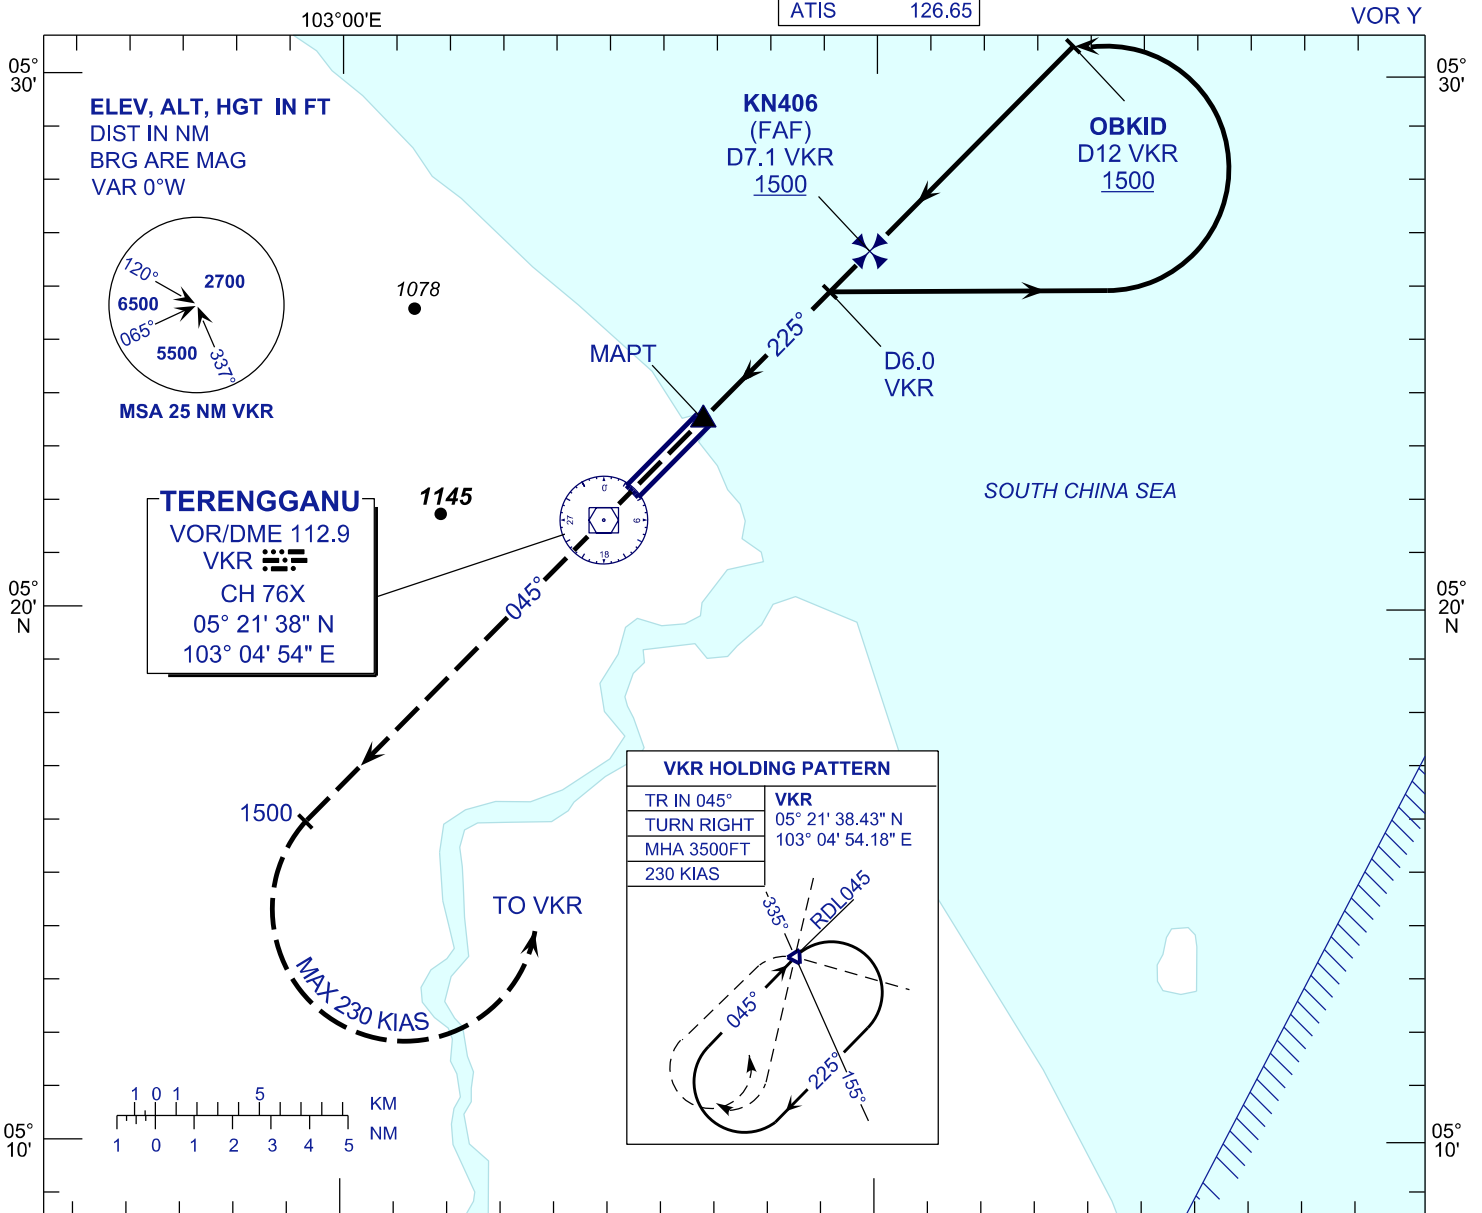 103°00'E
ATIS 126.65
VOR Y
05°
30'
05°
30'
ELEV, ALT, HGT IN FT
DIST IN NM
BRG ARE MAG
VAR 0°W
KN406
(FAF)
D7.1 VKR
1500
OBKID
D12 VKR
1500
120°
2700
6500
065°
5500
337°
MSA 25 NM VKR
1078
MAPT
225°
D6.0
VKR
1145
SOUTH CHINA SEA
TERENGGANU
VOR/DME 112.9
VKR
CH 76X
05° 21' 38" N
103° 04' 54" E
0
27
9
18
045°
05°
20'
N
05°
20'
N
1500
TO VKR
MAX 230 KIAS
VKR HOLDING PATTERN
TR IN 045°
TURN RIGHT
MHA 3500FT
230 KIAS
VKR
05° 21' 38.43" N
103° 04' 54.18" E
335°
RDL045
045°
225°
155°
1 0 1 5 KM
1 0 1 2 3 4 5 NM
05°
10'
05°
10'